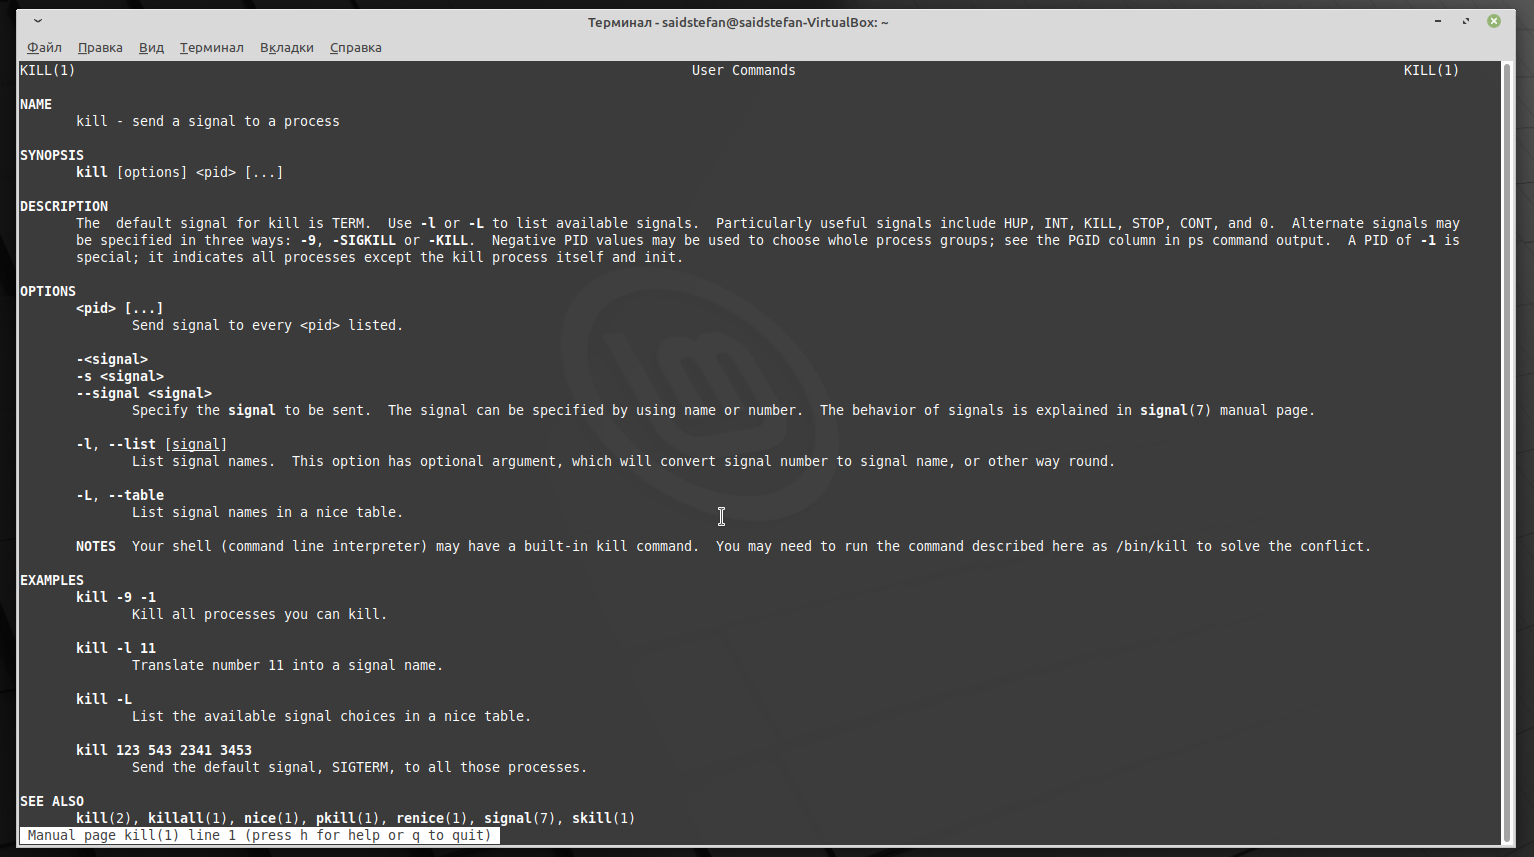 Терминал - saidstefan@saidstefan-VirtualBox: ~
Файл Правка Вид Терминал Вкладки Справка
KILL(1) User Commands KILL(1)
NAME
kill - send a signal to a process
SYNOPSIS
kill [options] <pid> [...]
DESCRIPTION
The  default signal for kill is TERM.  Use -l or -L to list available signals.  Particularly useful signals include HUP, INT, KILL, STOP, CONT, and 0.  Alternate signals may
be specified in three ways: -9, -SIGKILL or -KILL.  Negative PID values may be used to choose whole process groups; see the PGID column in ps command output.  A PID of -1 is
special; it indicates all processes except the kill process itself and init.
OPTIONS
<pid> [...]
Send signal to every <pid> listed.
-<signal>
-s <signal>
--signal <signal>
Specify the signal to be sent.  The signal can be specified by using name or number.  The behavior of signals is explained in signal(7) manual page.
-l, --list [signal]
List signal names.  This option has optional argument, which will convert signal number to signal name, or other way round.
-L, --table
List signal names in a nice table.
NOTES  Your shell (command line interpreter) may have a built-in kill command.  You may need to run the command described here as /bin/kill to solve the conflict.
EXAMPLES
kill -9 -1
Kill all processes you can kill.
kill -l 11
Translate number 11 into a signal name.
kill -L
List the available signal choices in a nice table.
kill 123 543 2341 3453
Send the default signal, SIGTERM, to all those processes.
SEE ALSO
kill(2), killall(1), nice(1), pkill(1), renice(1), signal(7), skill(1)
Manual page kill(1) line 1 (press h for help or q to quit)